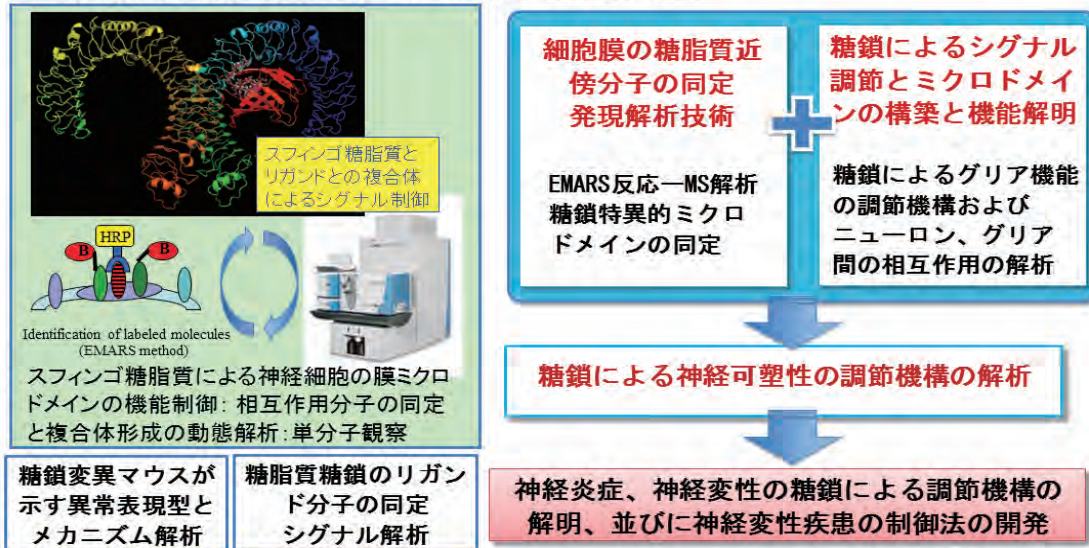 スフィンゴ糖脂質と
リガンドとの複合体
によるシグナル制御
HRP
B
B
Identification of labeled molecules
(EMARS method)
スフィンゴ糖脂質による神経細胞の膜ミクロ
ドメインの機能制御：相互作用分子の同定
と複合体形成の動態解析：単分子観察
糖鎖変異マウスが
示す異常表現型と
メカニズム解析
糖脂質糖鎖のリガン
ド分子の同定
シグナル解析
細胞膜の糖脂質近
傍分子の同定
発現解析技術
EMARS反応―MS解析
糖鎖特異的ミクロ
ドメインの同定
糖鎖によるシグナル
調節とミクロドメイ
ンの構築と機能解明
糖鎖によるグリア機能
の調節機構および
ニューロン、グリア
間の相互作用の解析
糖鎖による神経可塑性の調節機構の解析
神経炎症、神経変性の糖鎖による調節機構の
解明、並びに神経変性疾患の制御法の開発